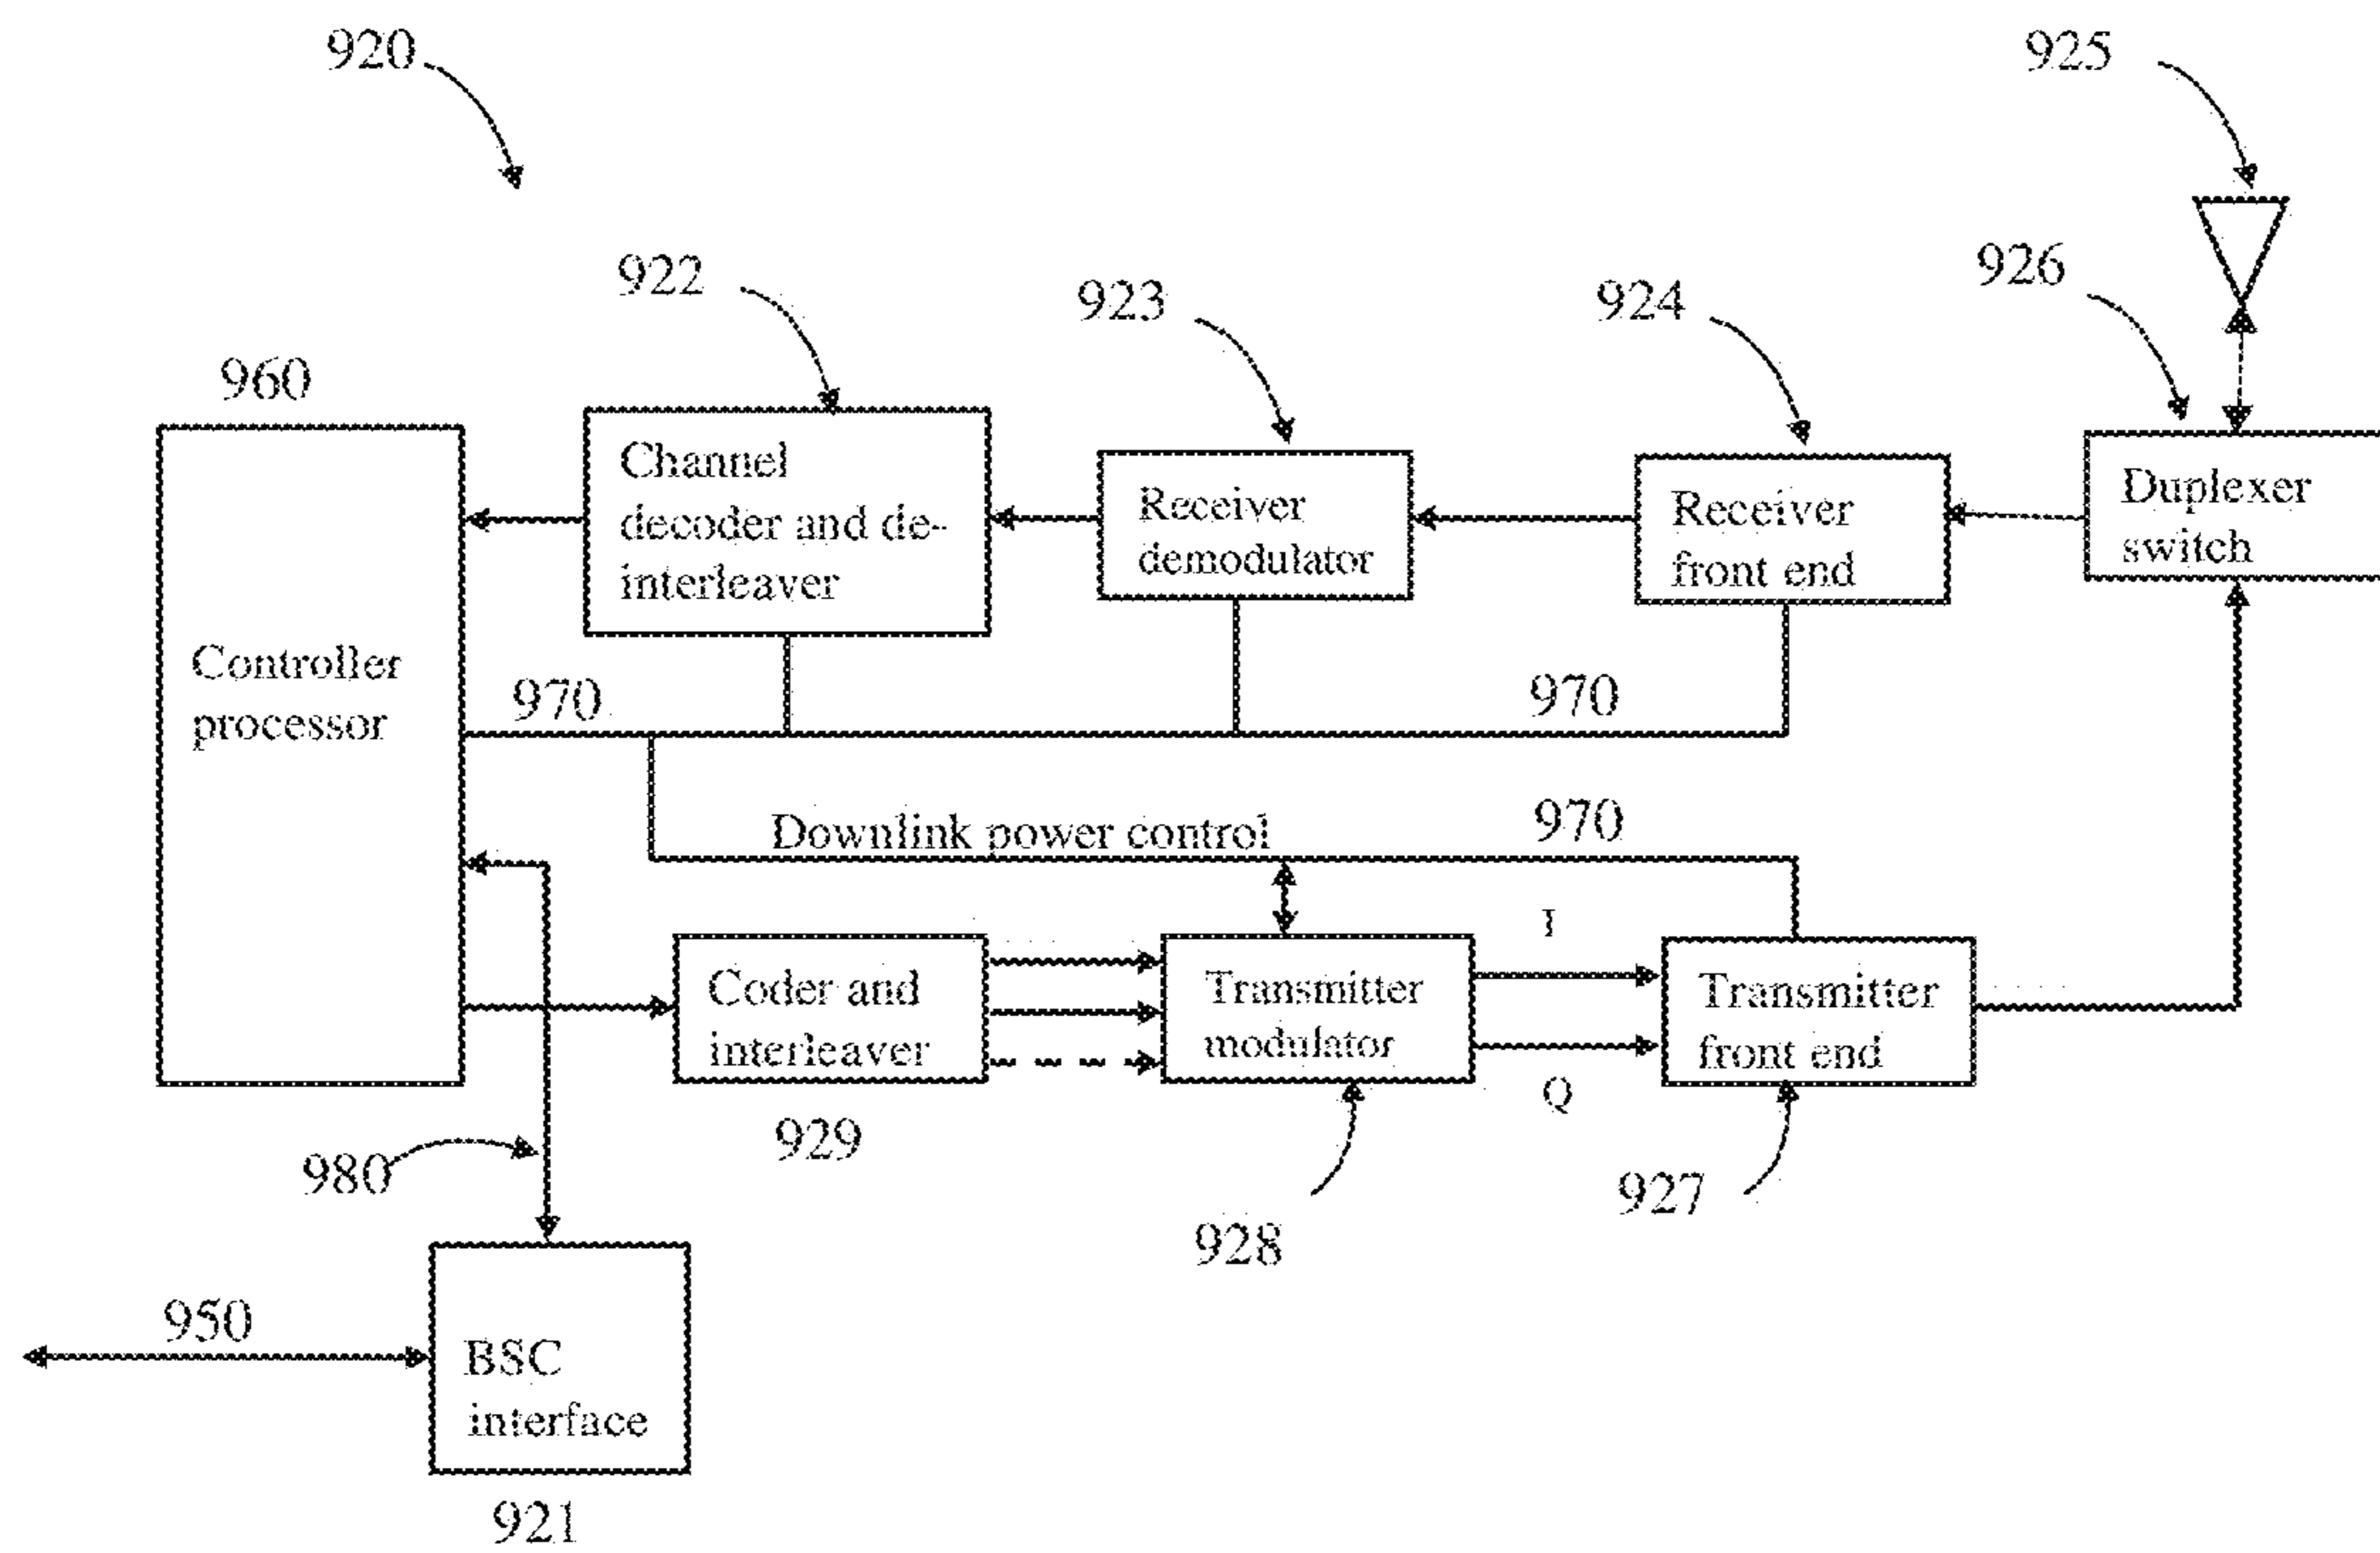 920
925
922
923
924
926
960
Channel
decoder and de-
interleaver
Receiver
demodulator
Receiver
front end
Duplexer
switch
Controller
processor
970
970
Downlink power control
970
I
Coder and
interleaver
Transmitter
modulator
Transmitter
front end
Q
929
980
928
927
950
BSC
interface
921